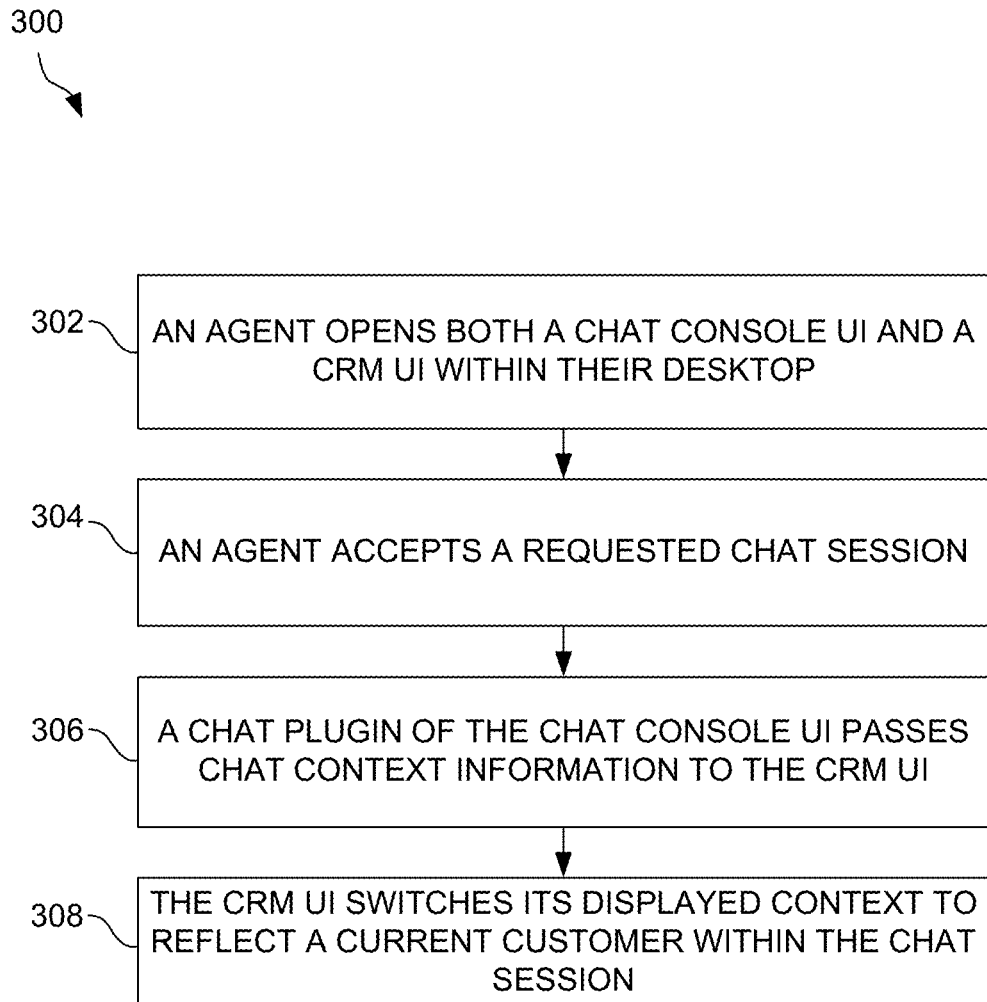 300
302
AN AGENT OPENS BOTH A CHAT CONSOLE UI AND A
CRM UI WITHIN THEIR DESKTOP
304
AN AGENT ACCEPTS A REQUESTED CHAT SESSION
306
A CHAT PLUGIN OF THE CHAT CONSOLE UI PASSES
CHAT CONTEXT INFORMATION TO THE CRM UI
308
THE CRM UI SWITCHES ITS DISPLAYED CONTEXT TO
REFLECT A CURRENT CUSTOMER WITHIN THE CHAT
SESSION